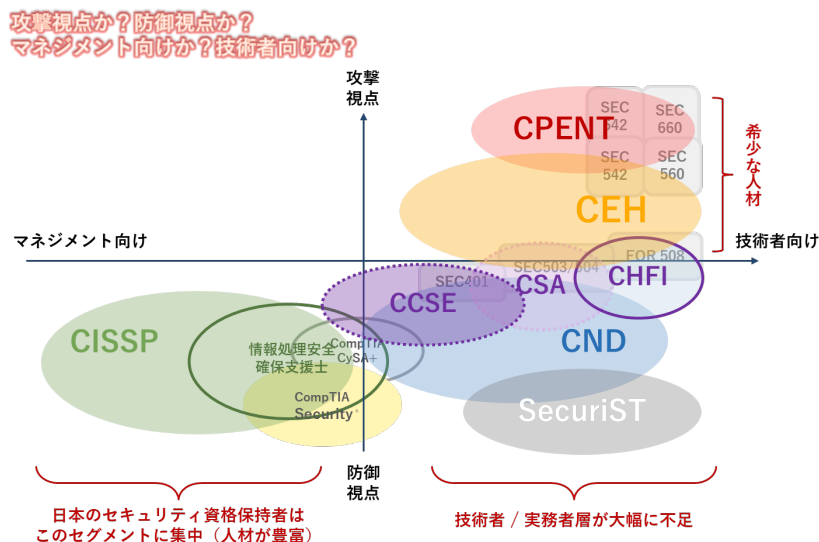 攻撃視点か？防御視点か？
マネジメント向けか？技術者向けか？
攻撃
視点
SEC
642
SEC
660
CPENT
SEC
542
SEC
560
希少な人材
CEH
マネジメント向け
技術者向け
FOR 508
SEC503/504
SEC401
CHFI
CSA
CCSE
CISSP
情報処理安全
確保支援士
CompTIA
CySA+
CND
CompTIA
Security+
SecuriST
防御
視点
日本のセキュリティ資格保持者は
このセグメントに集中（人材が豊富）
技術者 / 実務者層が大幅に不足